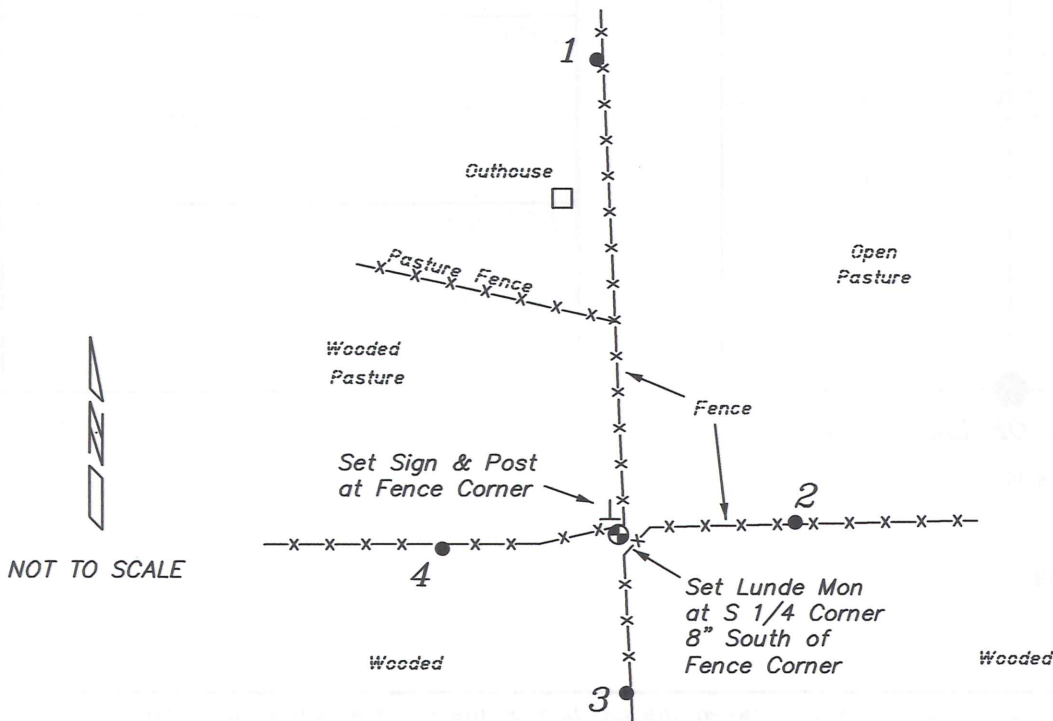 1
Outhouse
Open
Pasture
Pasture Fence
Wooded
Pasture
Fence
Set Sign & Post
at Fence Corner
2
N
NOT TO SCALE
4
Set Lunde Mon
at S 1/4 Corner
8" South of
Fence Corner
Wooded
Wooded
3